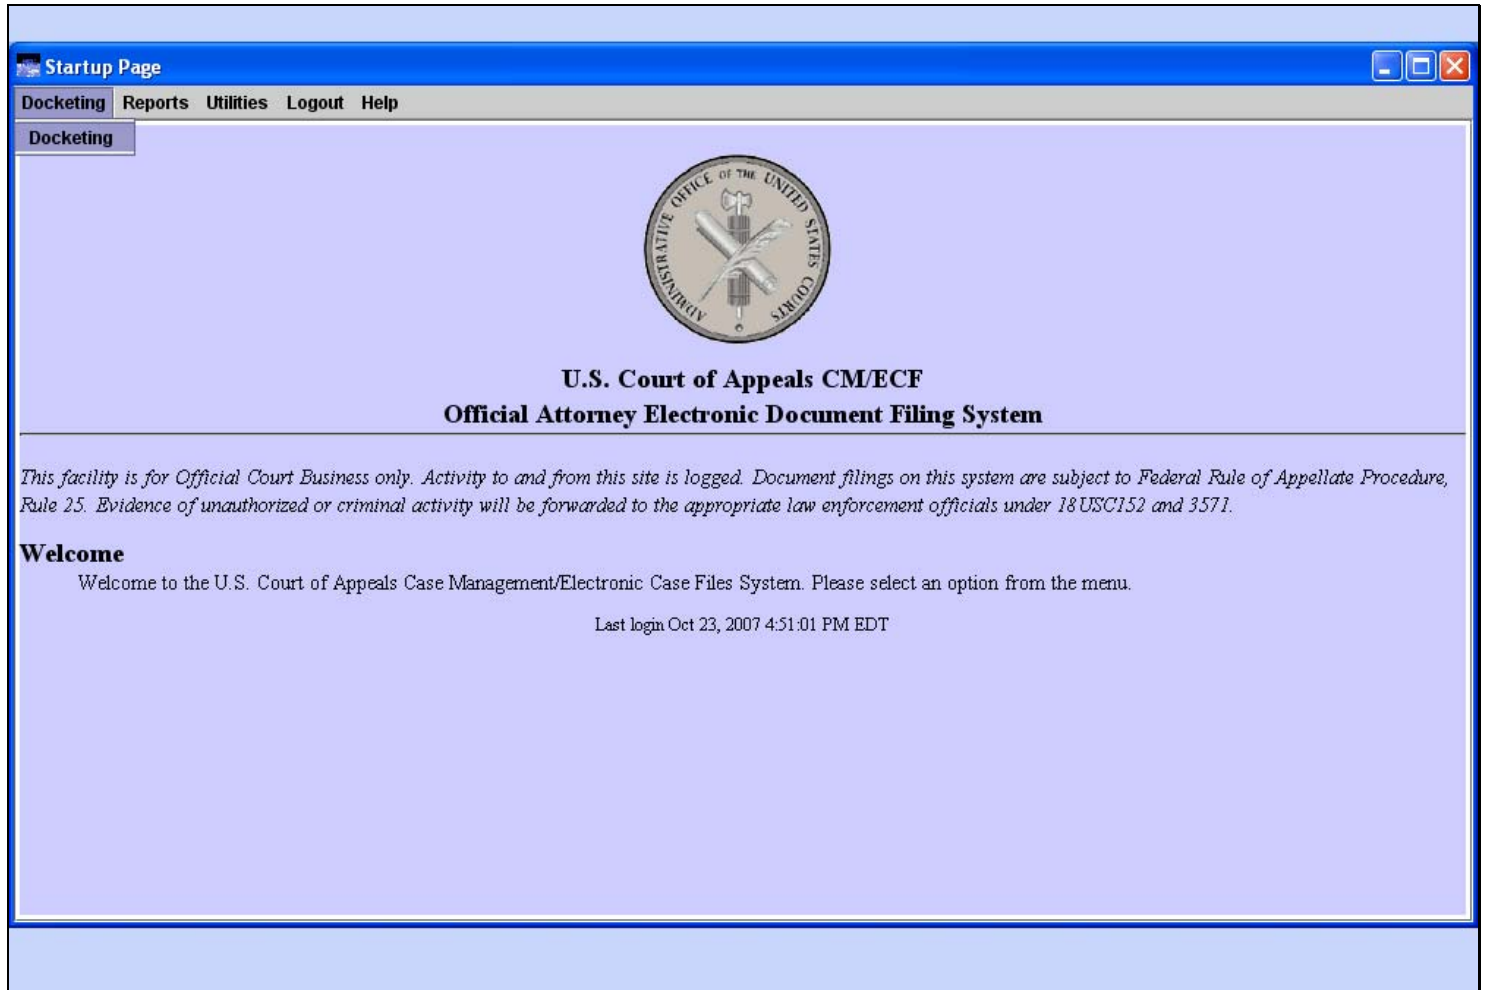 Startup Page
Docketing Reports Utilities Logout Help
Docketing
ADMINISTRATIVE OFFICE OF THE UNITED STATES COURTS
U.S. Court of Appeals CM/ECF
Official Attorney Electronic Document Filing System
This facility is for Official Court Business only. Activity to and from this site is logged. Document filings on this system are subject to Federal Rule of Appellate Procedure,
Rule 25. Evidence of unauthorized or criminal activity will be forwarded to the appropriate law enforcement officials under 18USC152 and 3571.
Welcome
Welcome to the U.S. Court of Appeals Case Management/Electronic Case Files System. Please select an option from the menu.
Last login Oct 23, 2007 4:51:01 PM EDT